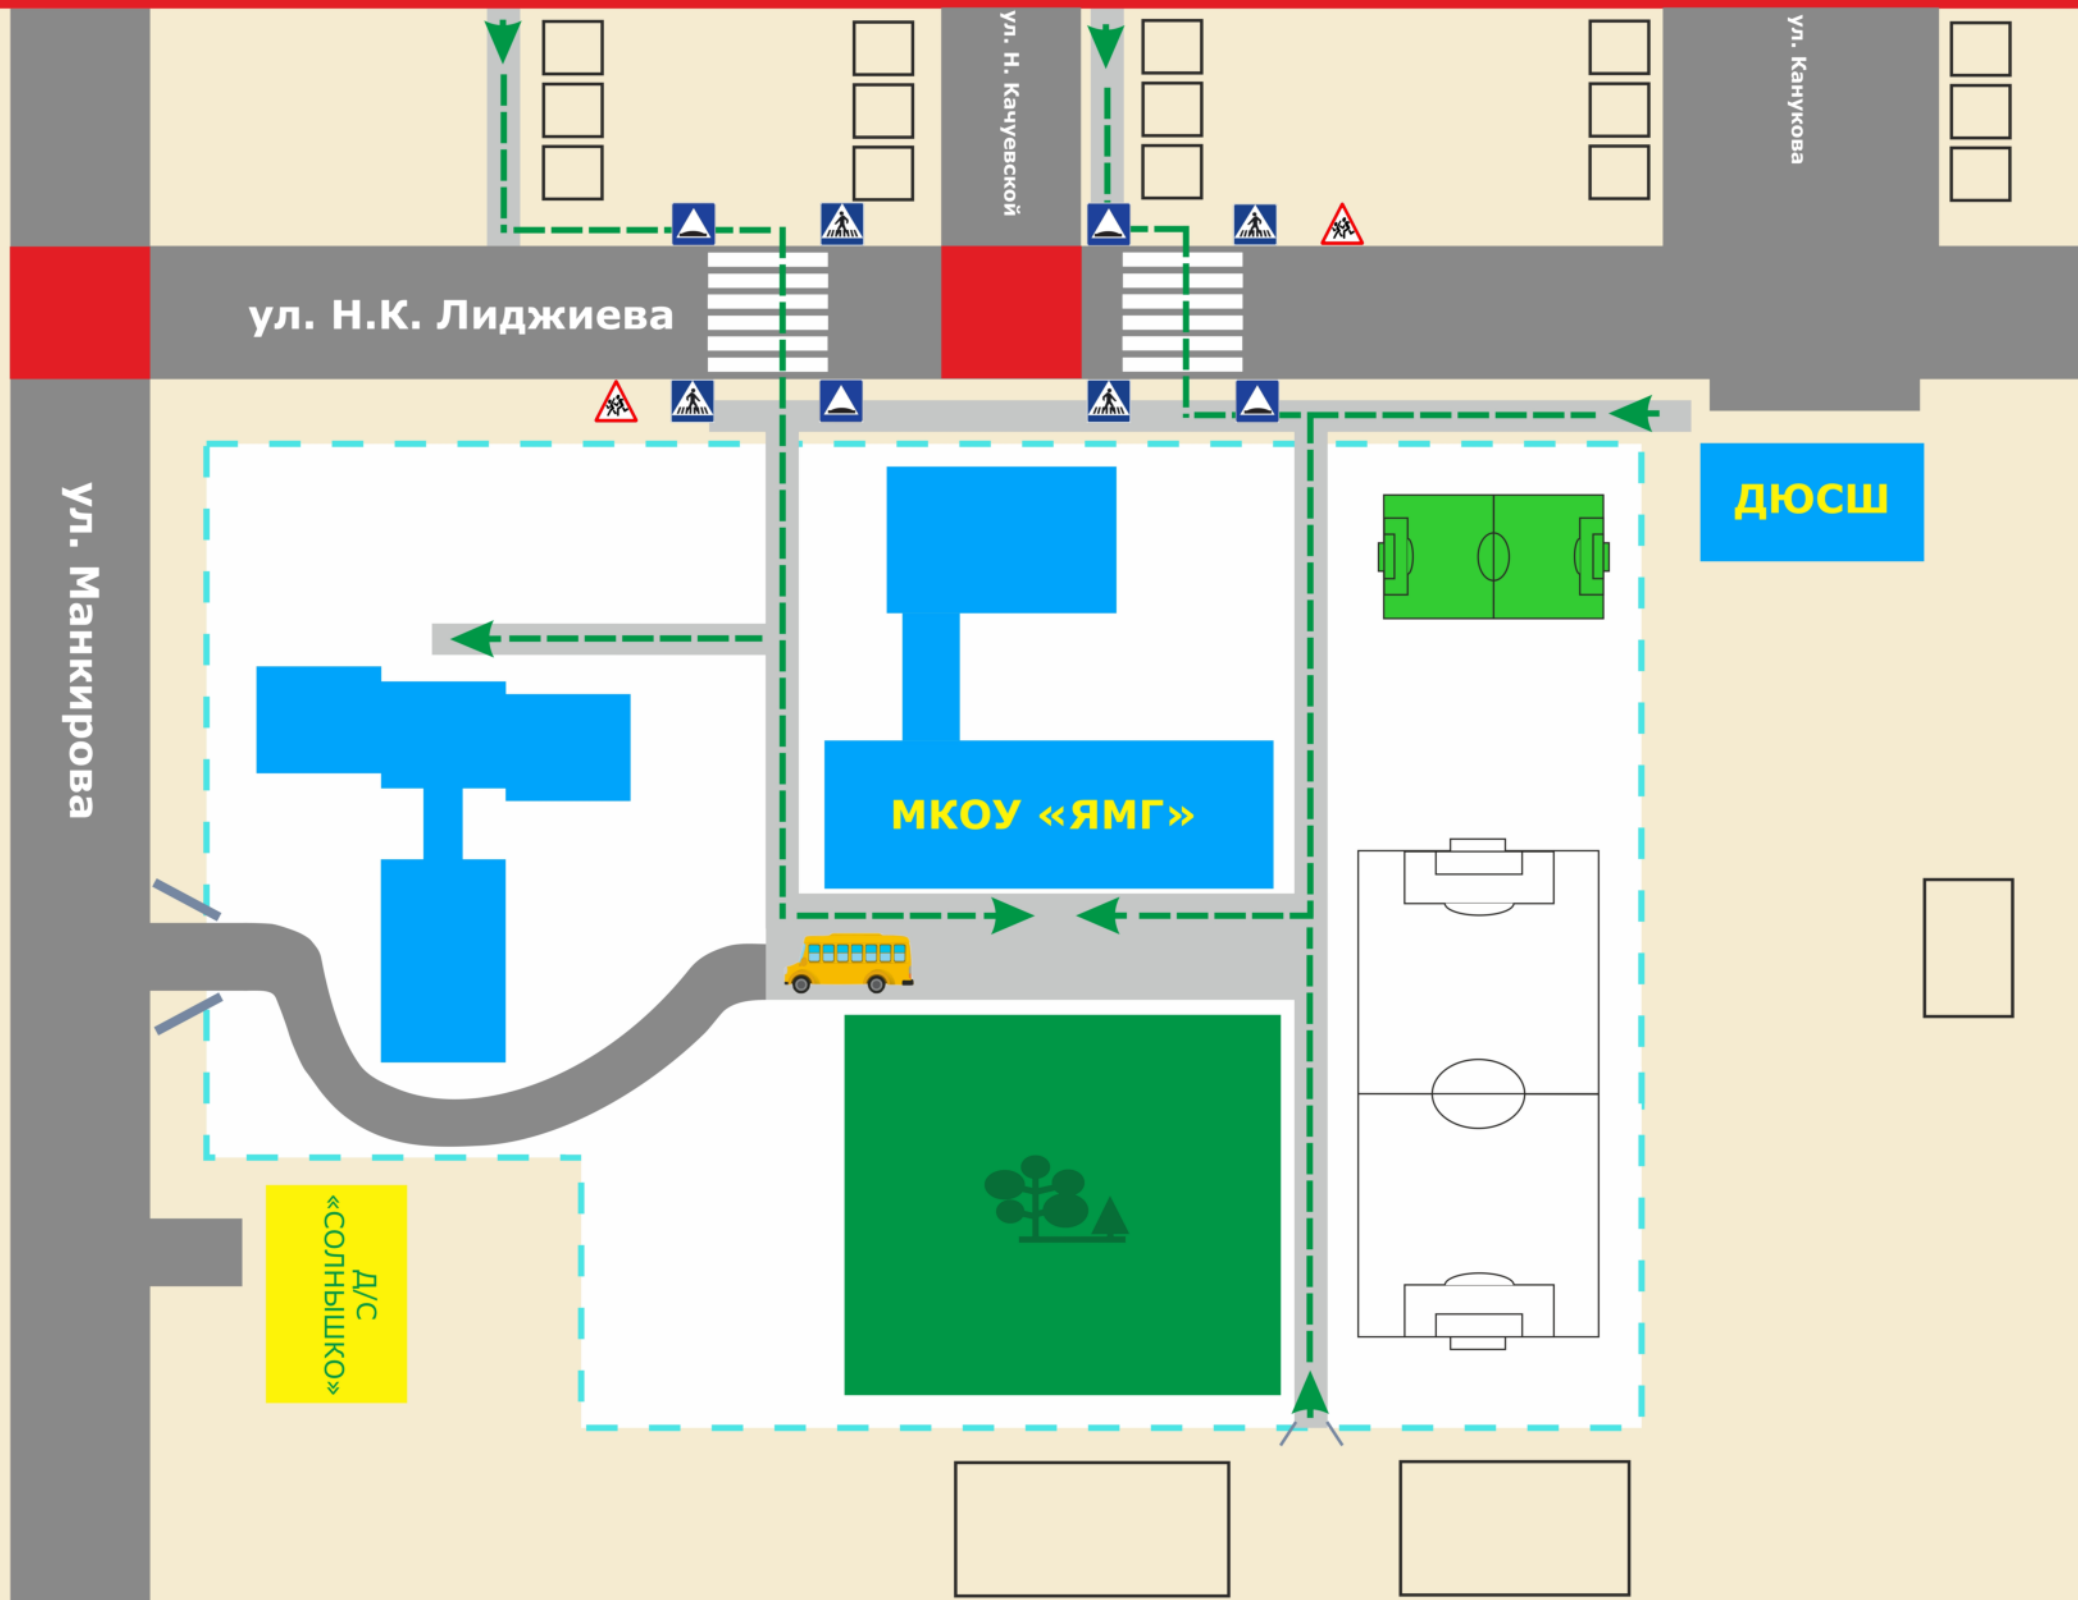 ул. Н. Качуевской
ул. Канукова
ул. Н.К. Лиджиева
ул. Манкирова
ДЮСШ
МКОУ «ЯМГ»
Д/С
«СОЛНЫШКО»